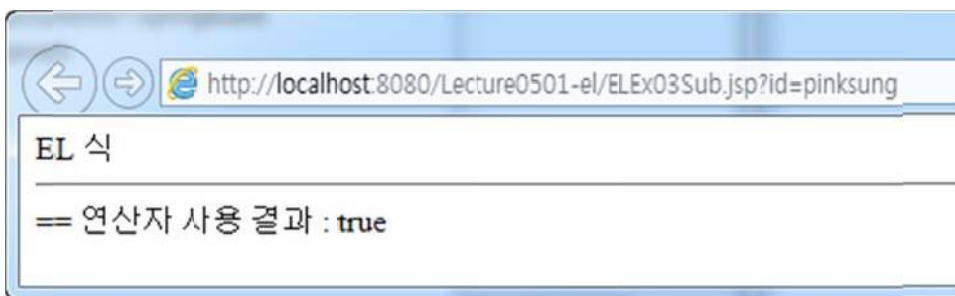 http://localhost:8080/Lecture0501-el/ELEx03Sub.jsp?id=pinksung
EL 식
== 연산자 사용 결과 : true